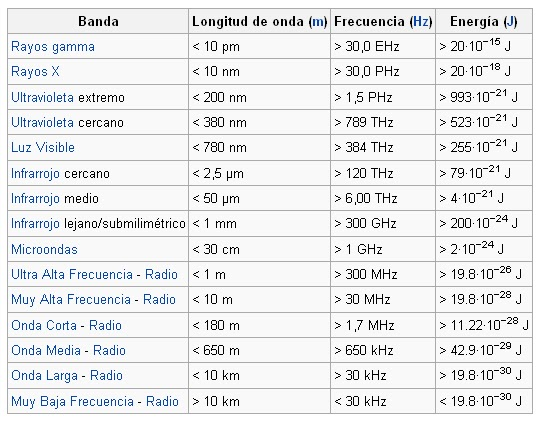 Banda Longitud de onda (m) Frecuencia (Hz) Energía (J)
Rayos gamma < 10 pm > 30,0 EHz > 20·10⁻¹⁵ J
Rayos X < 10 nm > 30,0 PHz > 20·10⁻¹⁸ J
Ultravioleta extremo < 200 nm > 1,5 PHz > 993·10⁻²¹ J
Ultravioleta cercano < 380 nm > 789 THz > 523·10⁻²¹ J
Luz Visible < 780 nm > 384 THz > 255·10⁻²¹ J
Infrarrojo cercano < 2,5 µm > 120 THz > 79·10⁻²¹ J
Infrarrojo medio < 50 µm > 6,00 THz > 4·10⁻²¹ J
Infrarrojo lejano/submilimétrico < 1 mm > 300 GHz > 200·10⁻²⁴ J
Microondas < 30 cm > 1 GHz > 2·10⁻²⁴ J
Ultra Alta Frecuencia - Radio < 1 m > 300 MHz > 19.8·10⁻²⁶ J
Muy Alta Frecuencia - Radio < 10 m > 30 MHz > 19.8·10⁻²⁸ J
Onda Corta - Radio < 180 m > 1,7 MHz > 11.22·10⁻²⁸ J
Onda Media - Radio < 650 m > 650 kHz > 42.9·10⁻²⁹ J
Onda Larga - Radio < 10 km > 30 kHz > 19.8·10⁻³⁰ J
Muy Baja Frecuencia - Radio > 10 km < 30 kHz < 19.8·10⁻³⁰ J